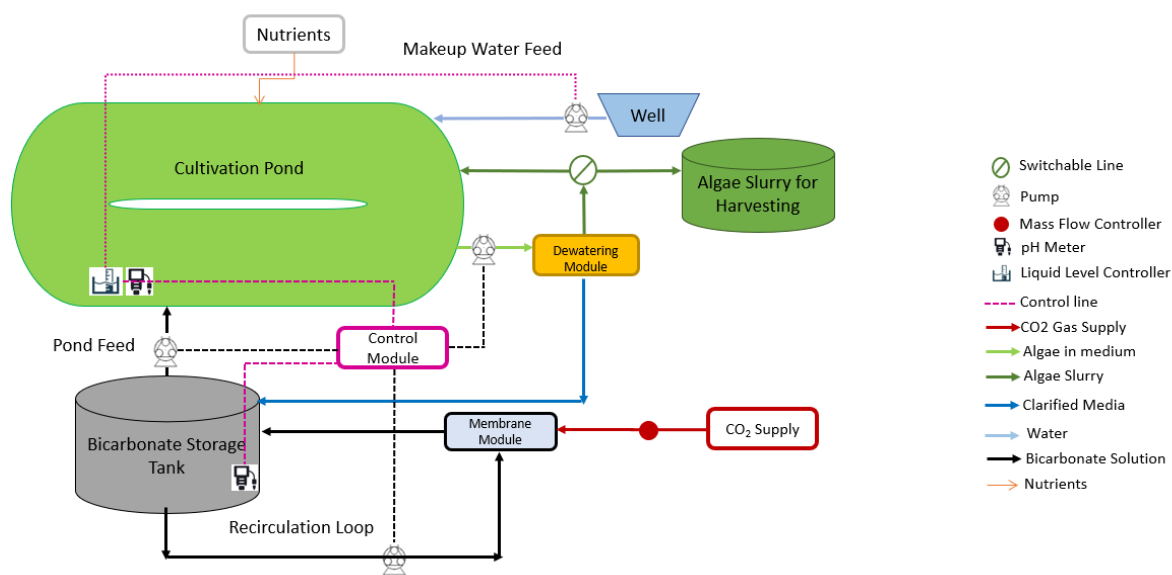 Nutrients
Makeup Water Feed
Well
Cultivation Pond
Algae Slurry for
Harvesting
Dewatering
Module
Pond Feed
Control
Module
Bicarbonate Storage
Tank
Membrane
Module
CO₂ Supply
Recirculation Loop
Switchable Line
Pump
Mass Flow Controller
pH Meter
Liquid Level Controller
Control line
CO2 Gas Supply
Algae in medium
Algae Slurry
Clarified Media
Water
Bicarbonate Solution
Nutrients